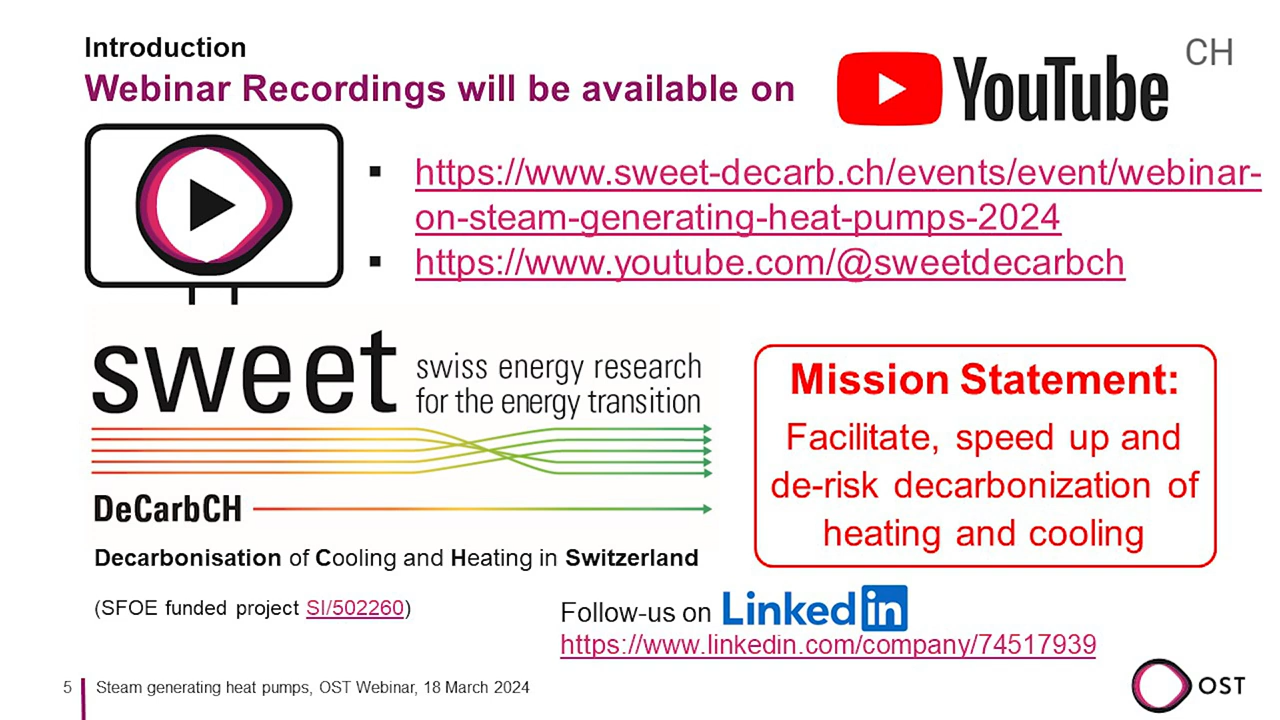 Introduction
Webinar Recordings will be available on
YouTube CH
▪ https://www.sweet-decarb.ch/events/event/webinar-
on-steam-generating-heat-pumps-2024
▪ https://www.youtube.com/@sweetdecarbch
sweet
swiss energy research
for the energy transition
DeCarbCH
Decarbonisation of Cooling and Heating in Switzerland
(SFOE funded project SI/502260)
Mission Statement:
Facilitate, speed up and
de-risk decarbonization of
heating and cooling
Follow-us on Linkedin
https://www.linkedin.com/company/74517939
5 Steam generating heat pumps, OST Webinar, 18 March 2024
OST